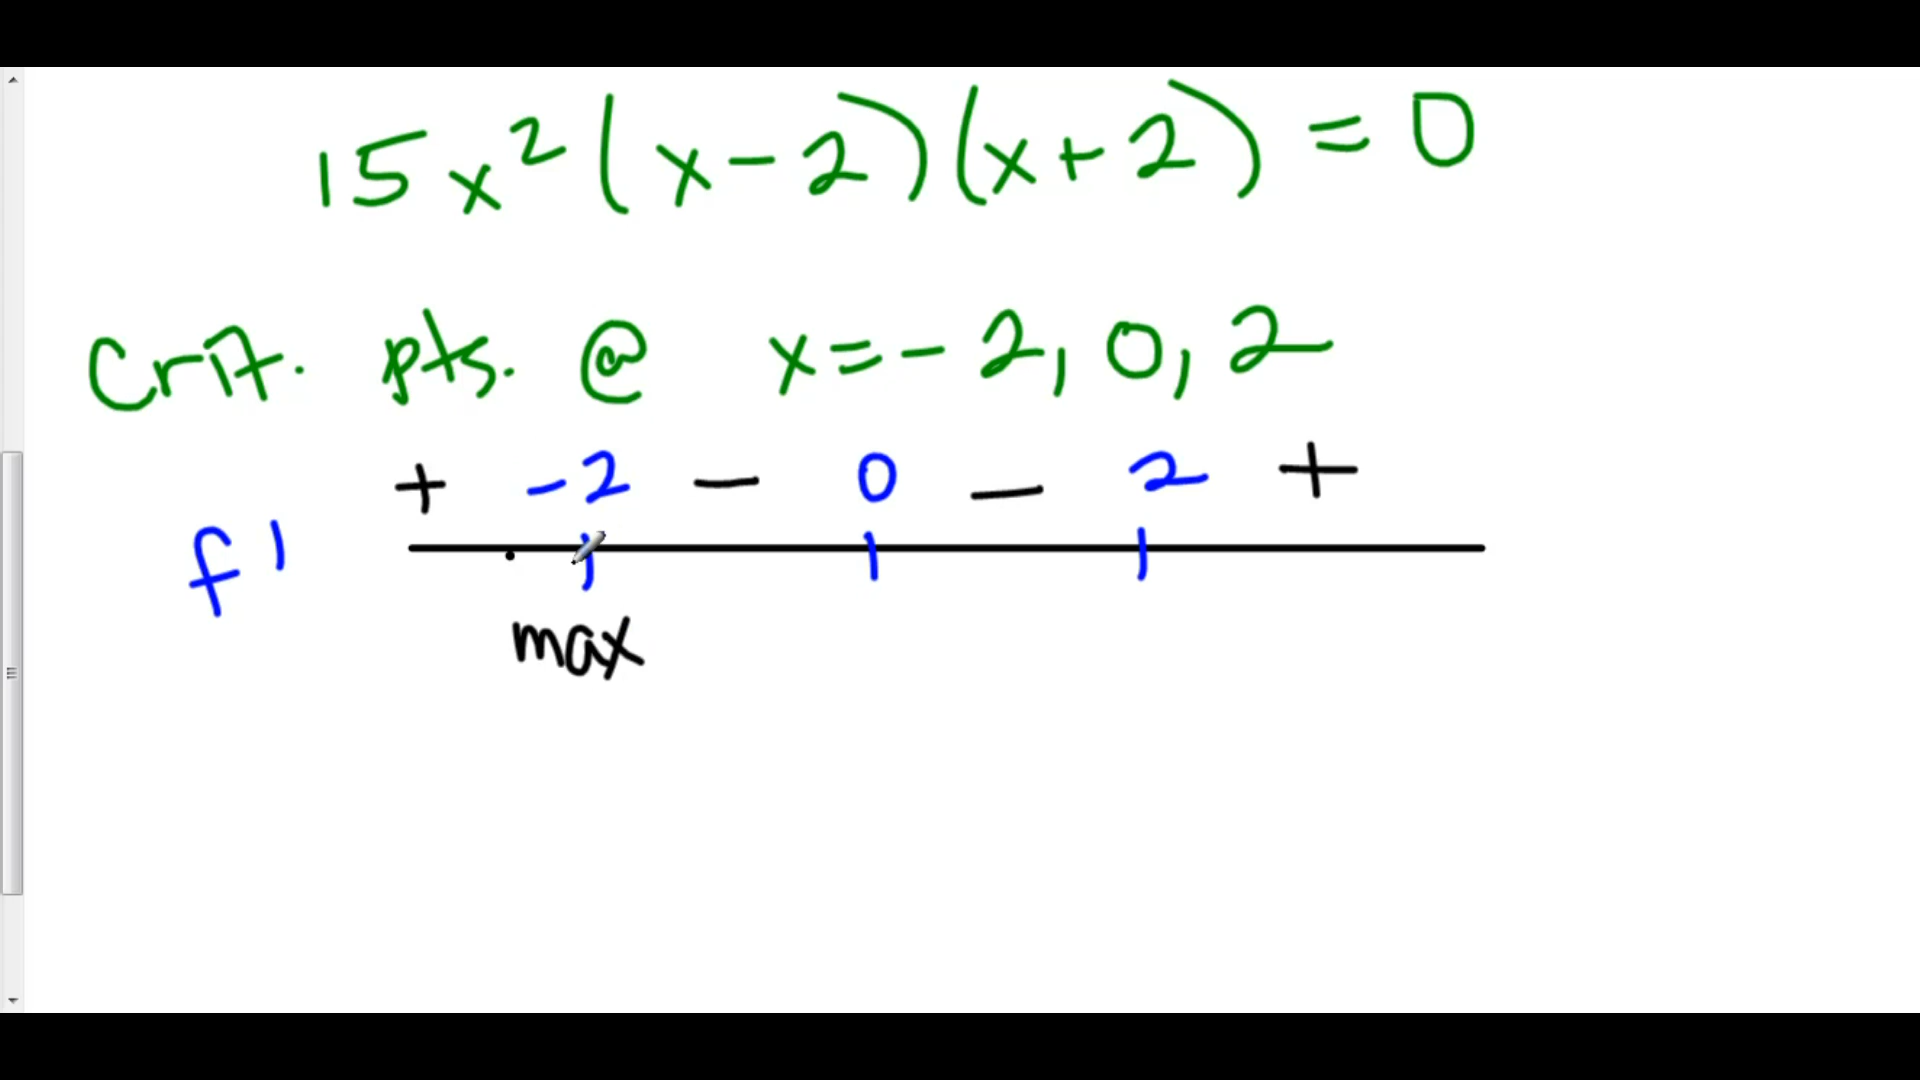 15x²(x-2)(x+2)=0
Crit. pts. @ x=-2,0,2
+ -2 - 0 - 2 +
f'
max